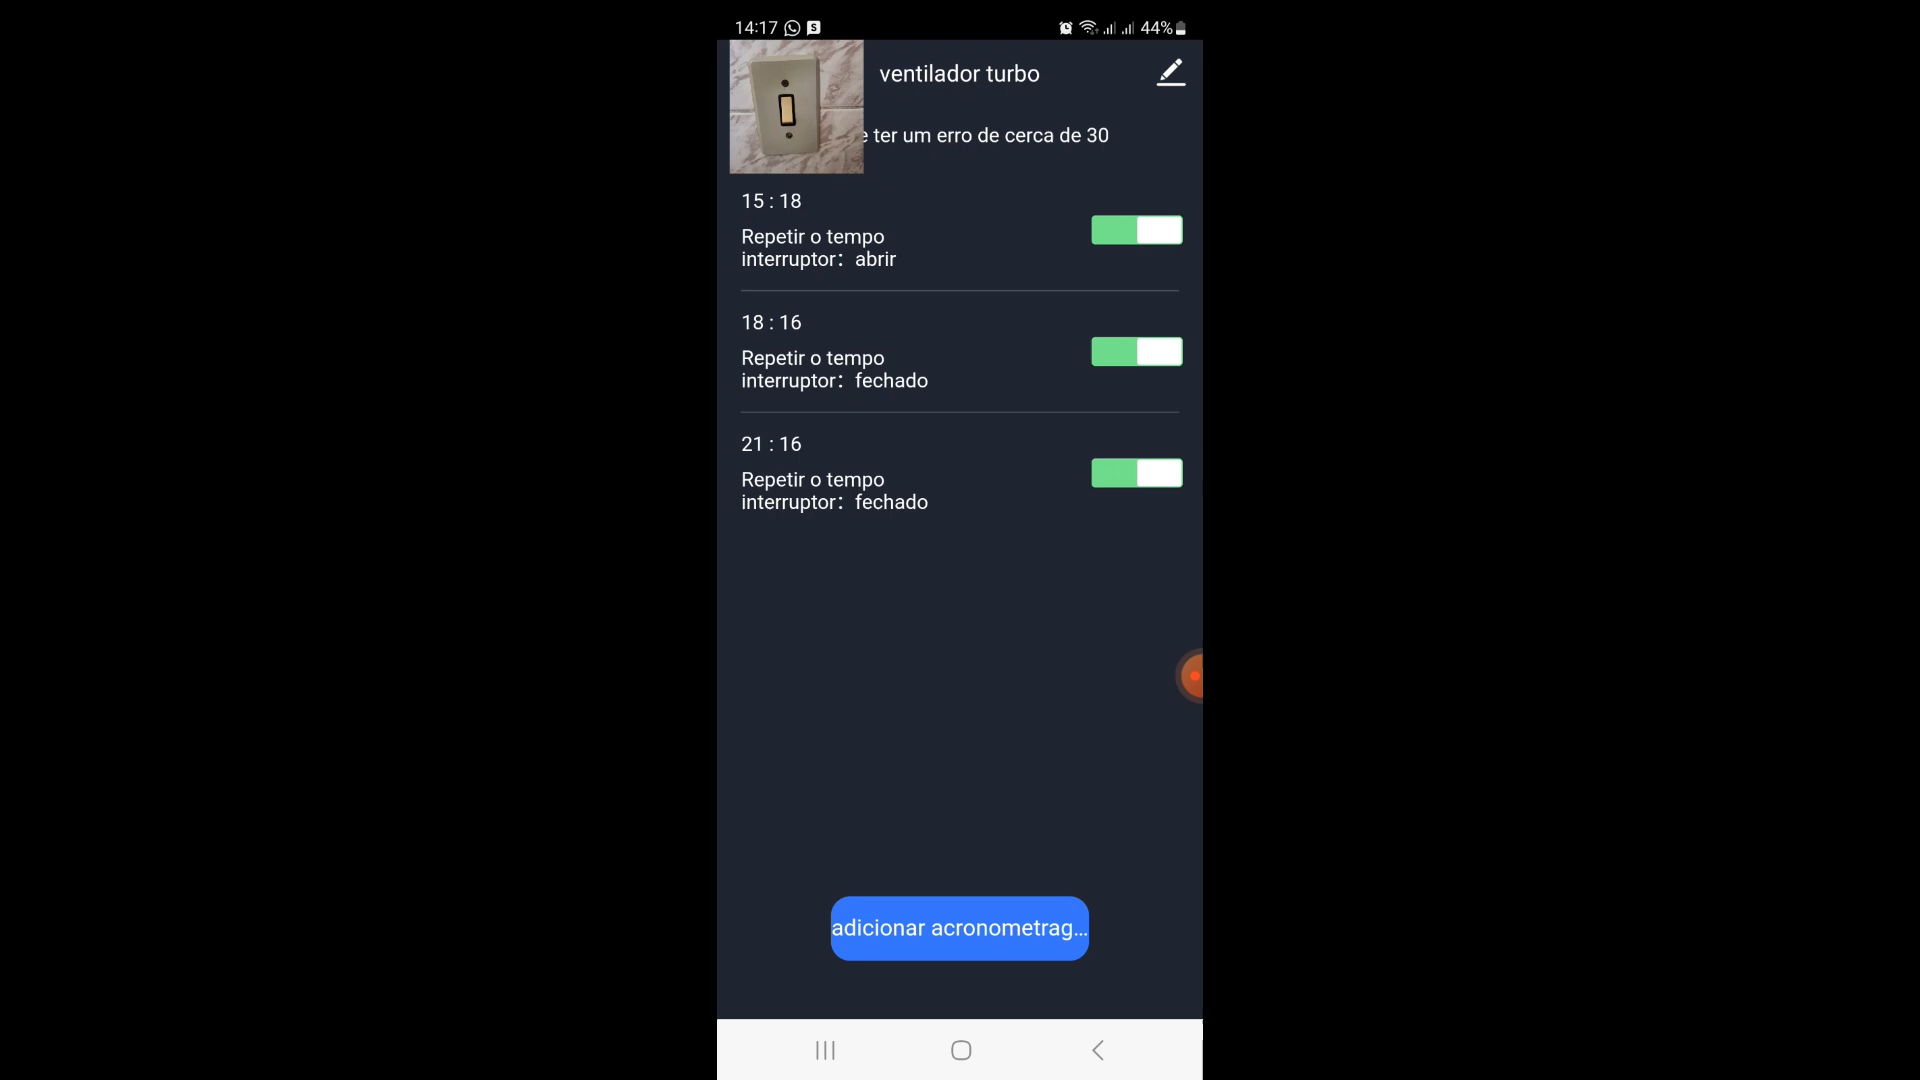 14:17
44%
ventilador turbo
ter um erro de cerca de 30
15 : 18
Repetir o tempo
interruptor：abrir
18 : 16
Repetir o tempo
interruptor：fechado
21 : 16
Repetir o tempo
interruptor：fechado
adicionar acronometrag...